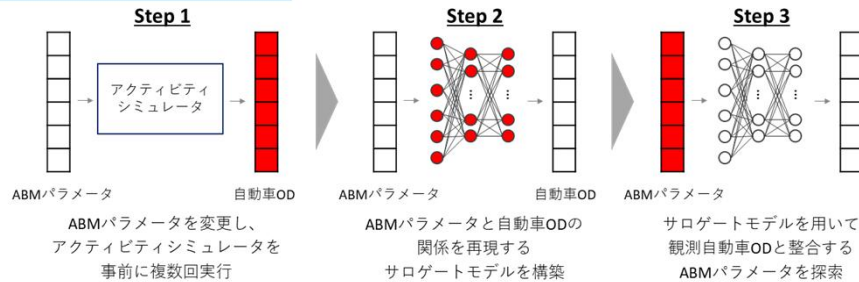 Step 1
アクティビティ
シミュレータ
ABMパラメータ
自動車OD
ABMパラメータを変更し、
アクティビティシミュレータを
事前に複数回実行
Step 2
⋮
⋮
ABMパラメータ
自動車OD
ABMパラメータと自動車ODの
関係を再現する
サロゲートモデルを構築
Step 3
⋮
⋮
ABMパラメータ
サロゲートモデルを用いて
観測自動車ODと整合する
ABMパラメータを探索